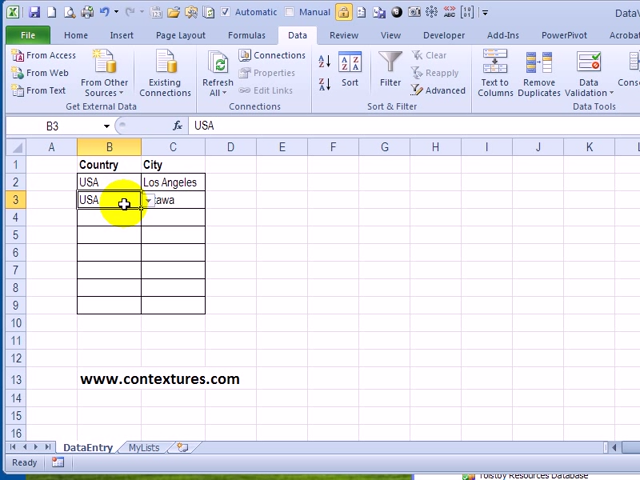 Automatic Manual Data
File Home Insert Page Layout Formulas Data Review View Developer Add-Ins PowerPivot Acrobat
From Access
From Web
From Text
From Other Sources
Existing Connections
Get External Data
Refresh All
Connections
Properties
Edit Links
Connections
Sort
Filter
Clear
Reapply
Advanced
Sort & Filter
Text to Columns
Remove Duplicates
Data Validation
Data Tools
B3 fx USA
A B C D E F G H I J K L
1 Country City
2 USA Los Angeles
3 USA tawa
4
5
6
7
8
9
10
11
12
13 www.contextures.com
14
15
16
DataEntry MyLists
Ready
Tolstoy Resources Database